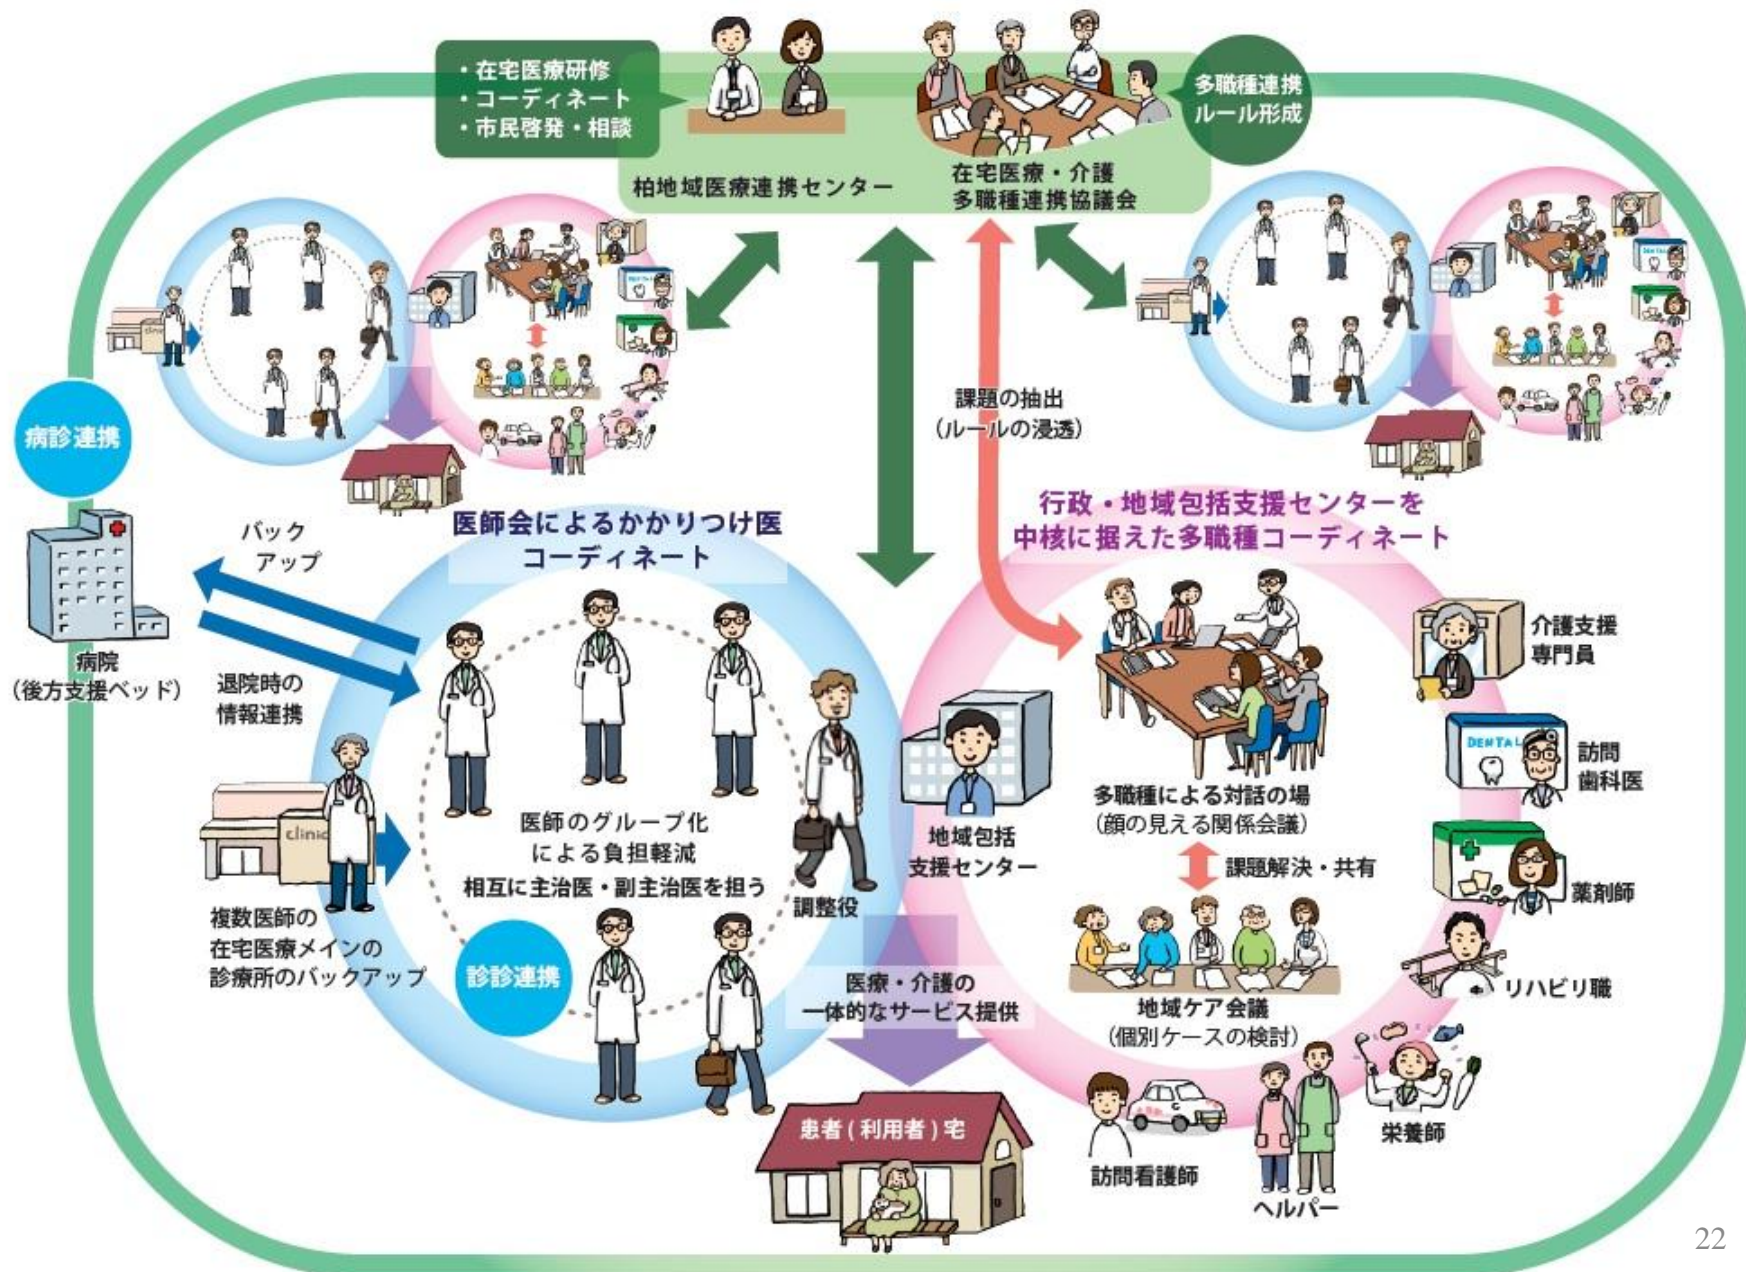 ・在宅医療研修
・コーディネート
・市民啓発・相談
柏地域医療連携センター
在宅医療・介護
多職種連携協議会
多職種連携
ルール形成
課題の抽出
（ルールの浸透）
病診連携
病院
（後方支援ベッド）
バック
アップ
退院時の
情報連携
医師会によるかかりつけ医
コーディネート
clinic
複数医師の
在宅医療メインの
診療所のバックアップ
医師のグループ化
による負担軽減
相互に主治医・副主治医を担う
診診連携
調整役
行政・地域包括支援センターを
中核に据えた多職種コーディネート
地域包括
支援センター
多職種による対話の場
（顔の見える関係会議）
課題解決・共有
地域ケア会議
（個別ケースの検討）
介護支援
専門員
DENTAL
訪問
歯科医
薬剤師
リハビリ職
栄養師
ヘルパー
訪問看護師
医療・介護の
一体的なサービス提供
患者(利用者)宅
22